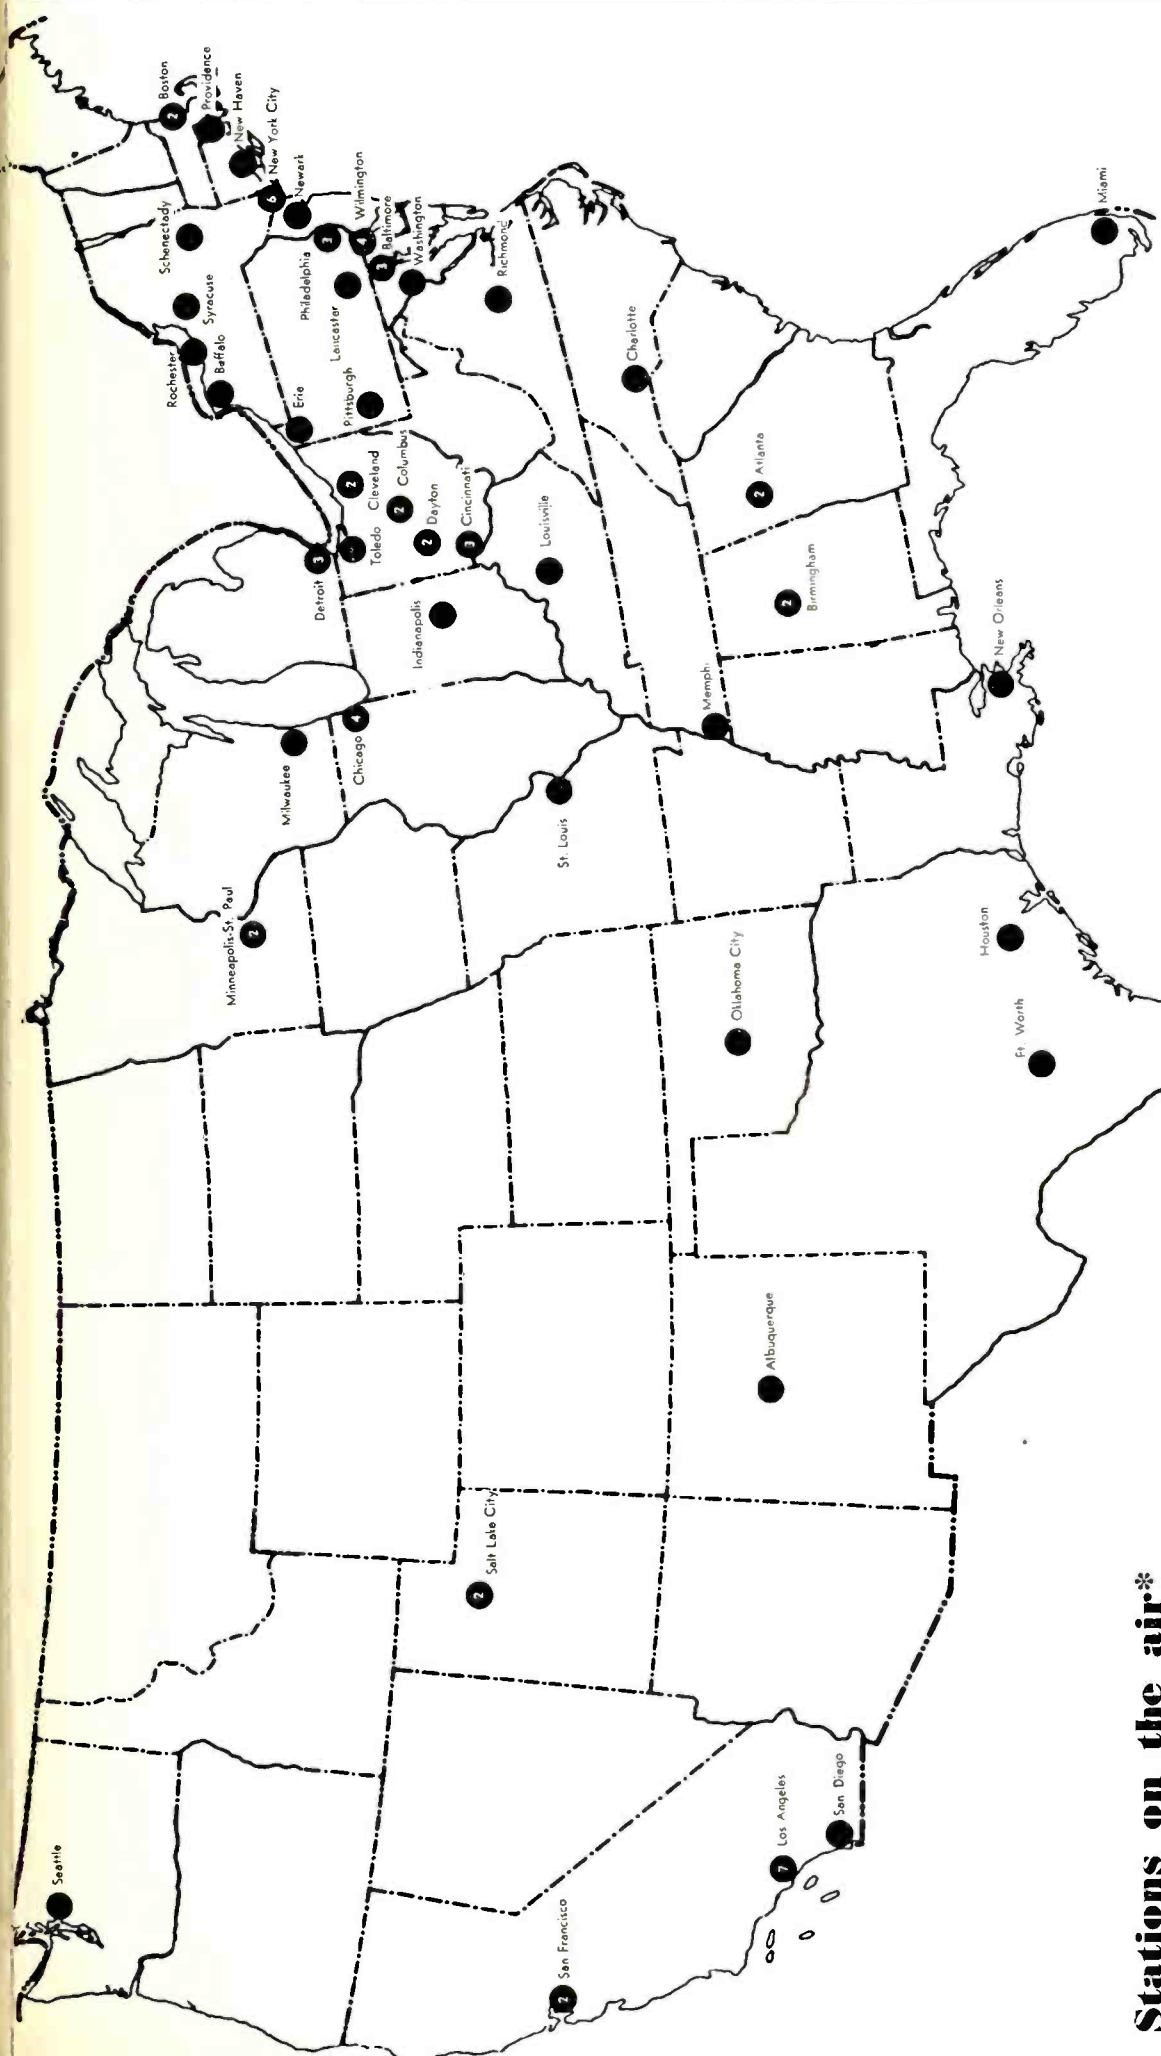 Seattle
San Francisco
2
Los Angeles
7
San Diego
Salt Lake City
2
Albuquerque
Minneapolis-St. Paul
2
Oklahoma City
Ft. Worth
Houston
Milwaukee
Chicago
4
St. Louis
Memph
New Orleans
Detroit
3
Toledo
Indianapolis
Louisville
Birmingham
2
Atlanta
2
Cleveland
2
Columbus
2
Dayton
2
Cincinnati
3
Charlotte
Miami
Rochester
Buffalo
Syracuse
Schenectady
Erie
Pittsburgh
Lancaster
Philadelphia
3
Boston
2
Providence
New Haven
New York City
6
Newark
Wilmington
4
Baltimore
3
Washington
Richmond
Stations on the air*